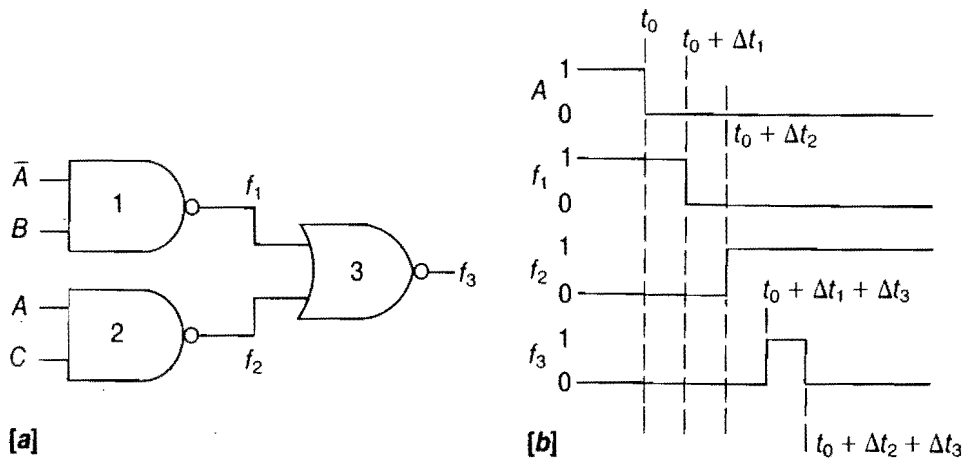 Ā
B
1
f₁
A
C
2
f₂
3
f₃
[a]
t₀
t₀ + Δt₁
A
1
0
t₀ + Δt₂
f₁
1
0
f₂
1
0
t₀ + Δt₁ + Δt₃
f₃
1
0
t₀ + Δt₂ + Δt₃
[b]